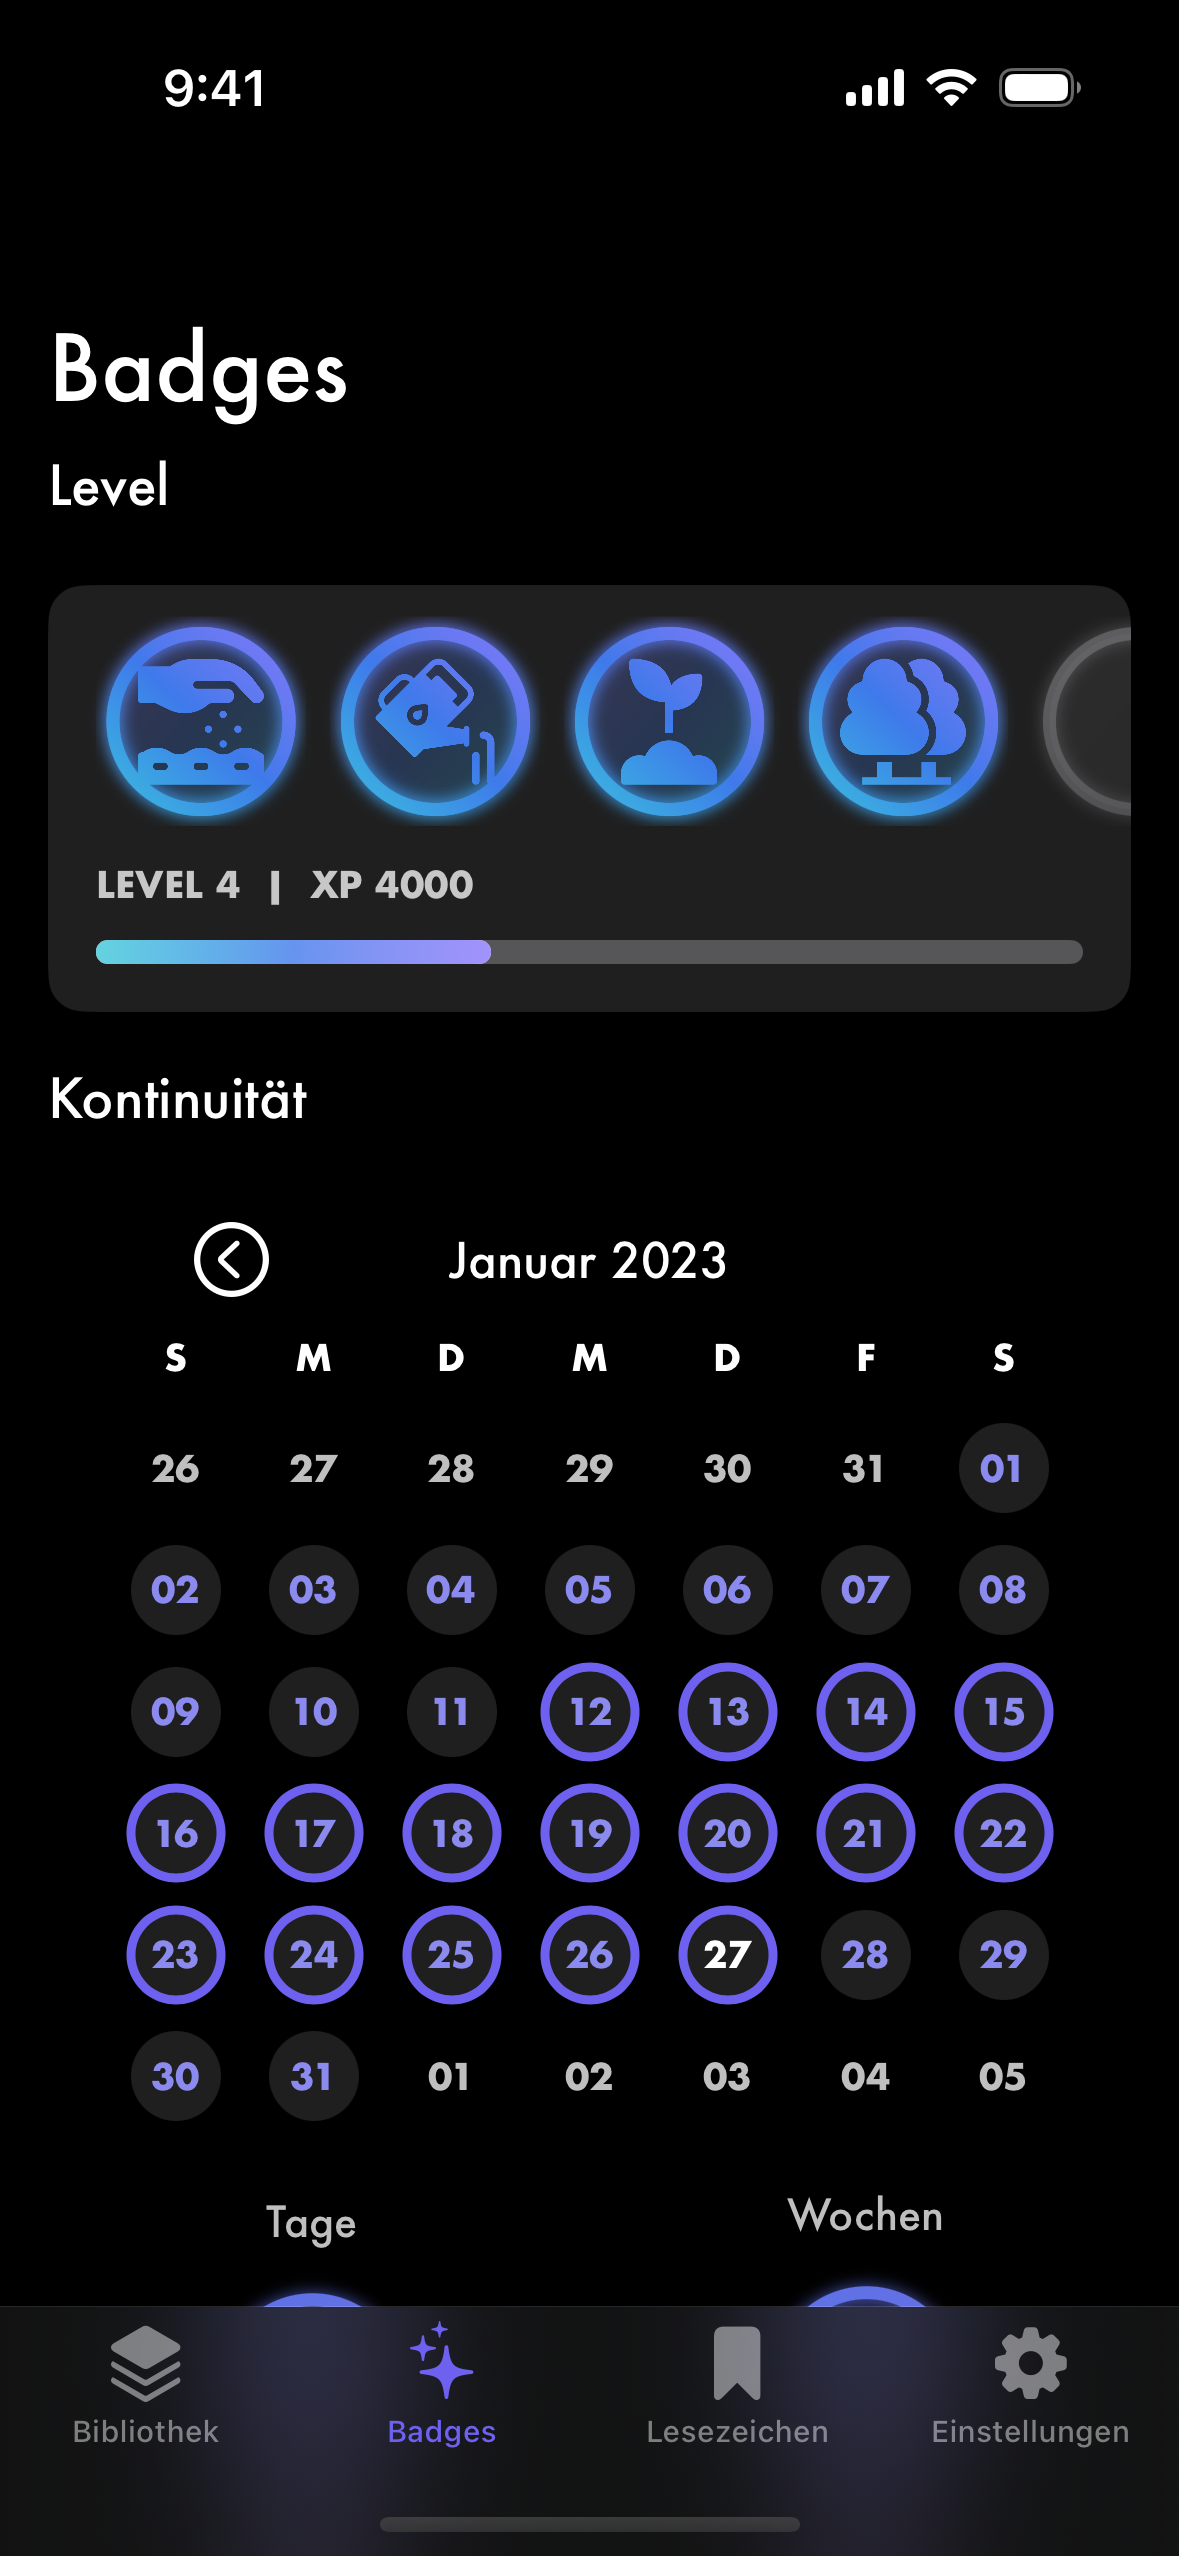 9:41
Badges
Level
LEVEL 4 | XP 4000
Kontinuität
Januar 2023
S M D M D F S
26 27 28 29 30 31 01
02 03 04 05 06 07 08
09 10 11 12 13 14 15
16 17 18 19 20 21 22
23 24 25 26 27 28 29
30 31 01 02 03 04 05
Tage Wochen
Bibliothek Badges Lesezeichen Einstellungen